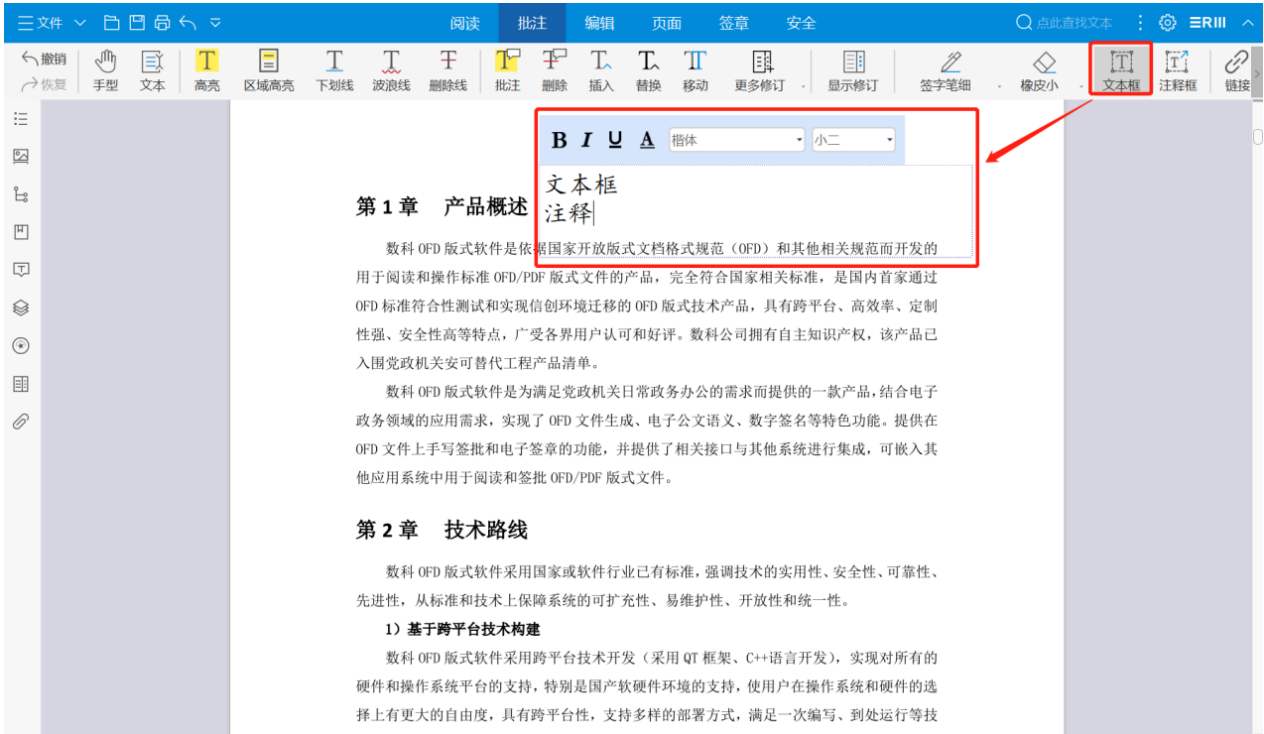 文件
阅读 批注 编辑 页面 签章 安全
点此查找文本
撤销
恢复
手型 文本 高亮 区域高亮 下划线 波浪线 删除线 批注 删除 插入 替换 移动 更多修订 显示修订 签字笔细 橡皮小 文本框 注释框 链接
B I U A 楷体 小二
文本框
注释
第 1 章 产品概述
数科 OFD 版式软件是依据国家开放版式文档格式规范（OFD）和其他相关规范而开发的
用于阅读和操作标准 OFD/PDF 版式文件的产品，完全符合国家相关标准，是国内首家通过
OFD 标准符合性测试和实现信创环境迁移的 OFD 版式技术产品，具有跨平台、高效率、定制
性强、安全性高等特点，广受各界用户认可和好评。数科公司拥有自主知识产权，该产品已
入围党政机关安可替代工程产品清单。
数科 OFD 版式软件是为满足党政机关日常政务办公的需求而提供的一款产品，结合电子
政务领域的应用需求，实现了 OFD 文件生成、电子公文语义、数字签名等特色功能。提供在
OFD 文件上手写签批和电子签章的功能，并提供了相关接口与其他系统进行集成，可嵌入其
他应用系统中用于阅读和签批 OFD/PDF 版式文件。
第 2 章 技术路线
数科 OFD 版式软件采用国家或软件行业已有标准，强调技术的实用性、安全性、可靠性、
先进性，从标准和技术上保障系统的可扩充性、易维护性、开放性和统一性。
1）基于跨平台技术构建
数科 OFD 版式软件采用跨平台技术开发（采用 QT 框架、C++语言开发），实现对所有的
硬件和操作系统平台的支持，特别是国产软硬件环境的支持，使用户在操作系统和硬件的选
择上有更大的自由度，具有跨平台性，支持多样的部署方式，满足一次编写、到处运行等技